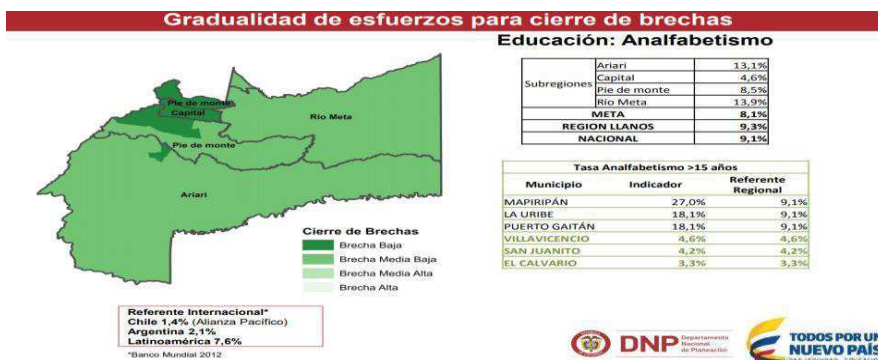 Gradualidad de esfuerzos para cierre de brechas
Educación: Analfabetismo
Subregiones
Ariari 13,1%
Capital 4,6%
Pie de monte 8,5%
Río Meta 13,9%
META 8,1%
REGION LLANOS 9,3%
NACIONAL 9,1%
Pie de monte
Capital
Río Meta
Pie de monte
Ariari
Tasa Analfabetismo >15 años
Municipio Indicador Referente Regional
MAPIRIPÁN 27,0% 9,1%
LA URIBE 18,1% 9,1%
PUERTO GAITÁN 18,1% 9,1%
VILLAVICENCIO 4,6% 4,6%
SAN JUANITO 4,2% 4,2%
EL CALVARIO 3,3% 3,3%
Cierre de Brechas
Brecha Baja
Brecha Media Baja
Brecha Media Alta
Brecha Alta
Referente Internacional*
Chile 1,4% (Alianza Pacífico)
Argentina 2,1%
Latinoamérica 7,6%
*Banco Mundial 2012
DNP Departamento
Nacional
de Planeación
TODOS POR UN
NUEVO PAÍS